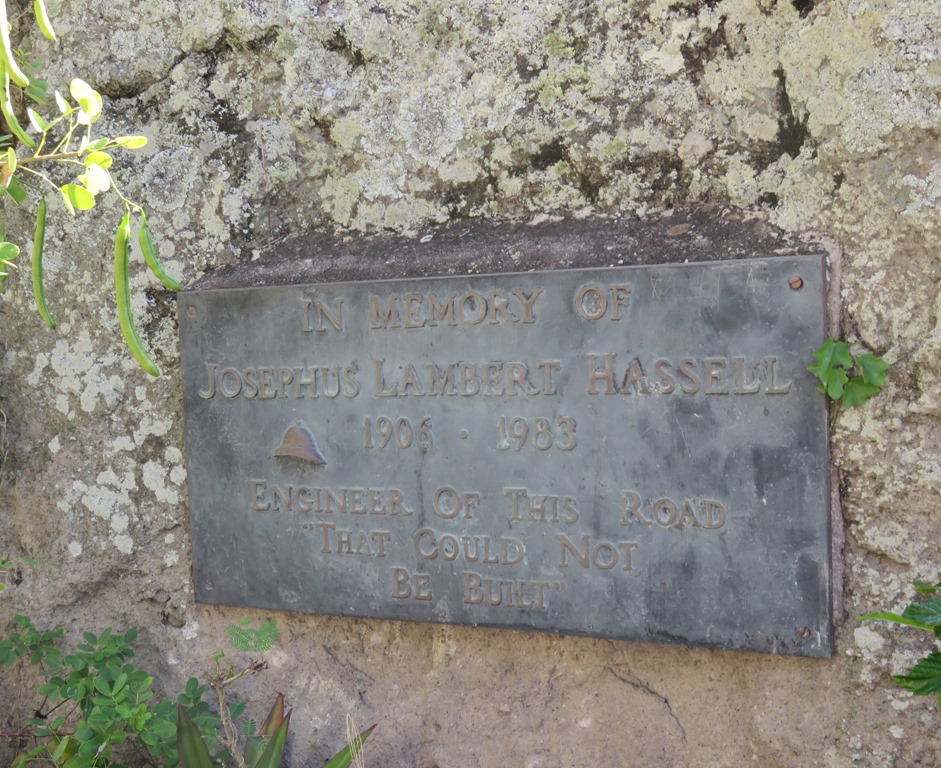 IN MEMORY OF
JOSEPHUS LAMBERT HASSELL
1906 · 1983
ENGINEER OF THIS ROAD
"THAT COULD NOT
BE BUILT"